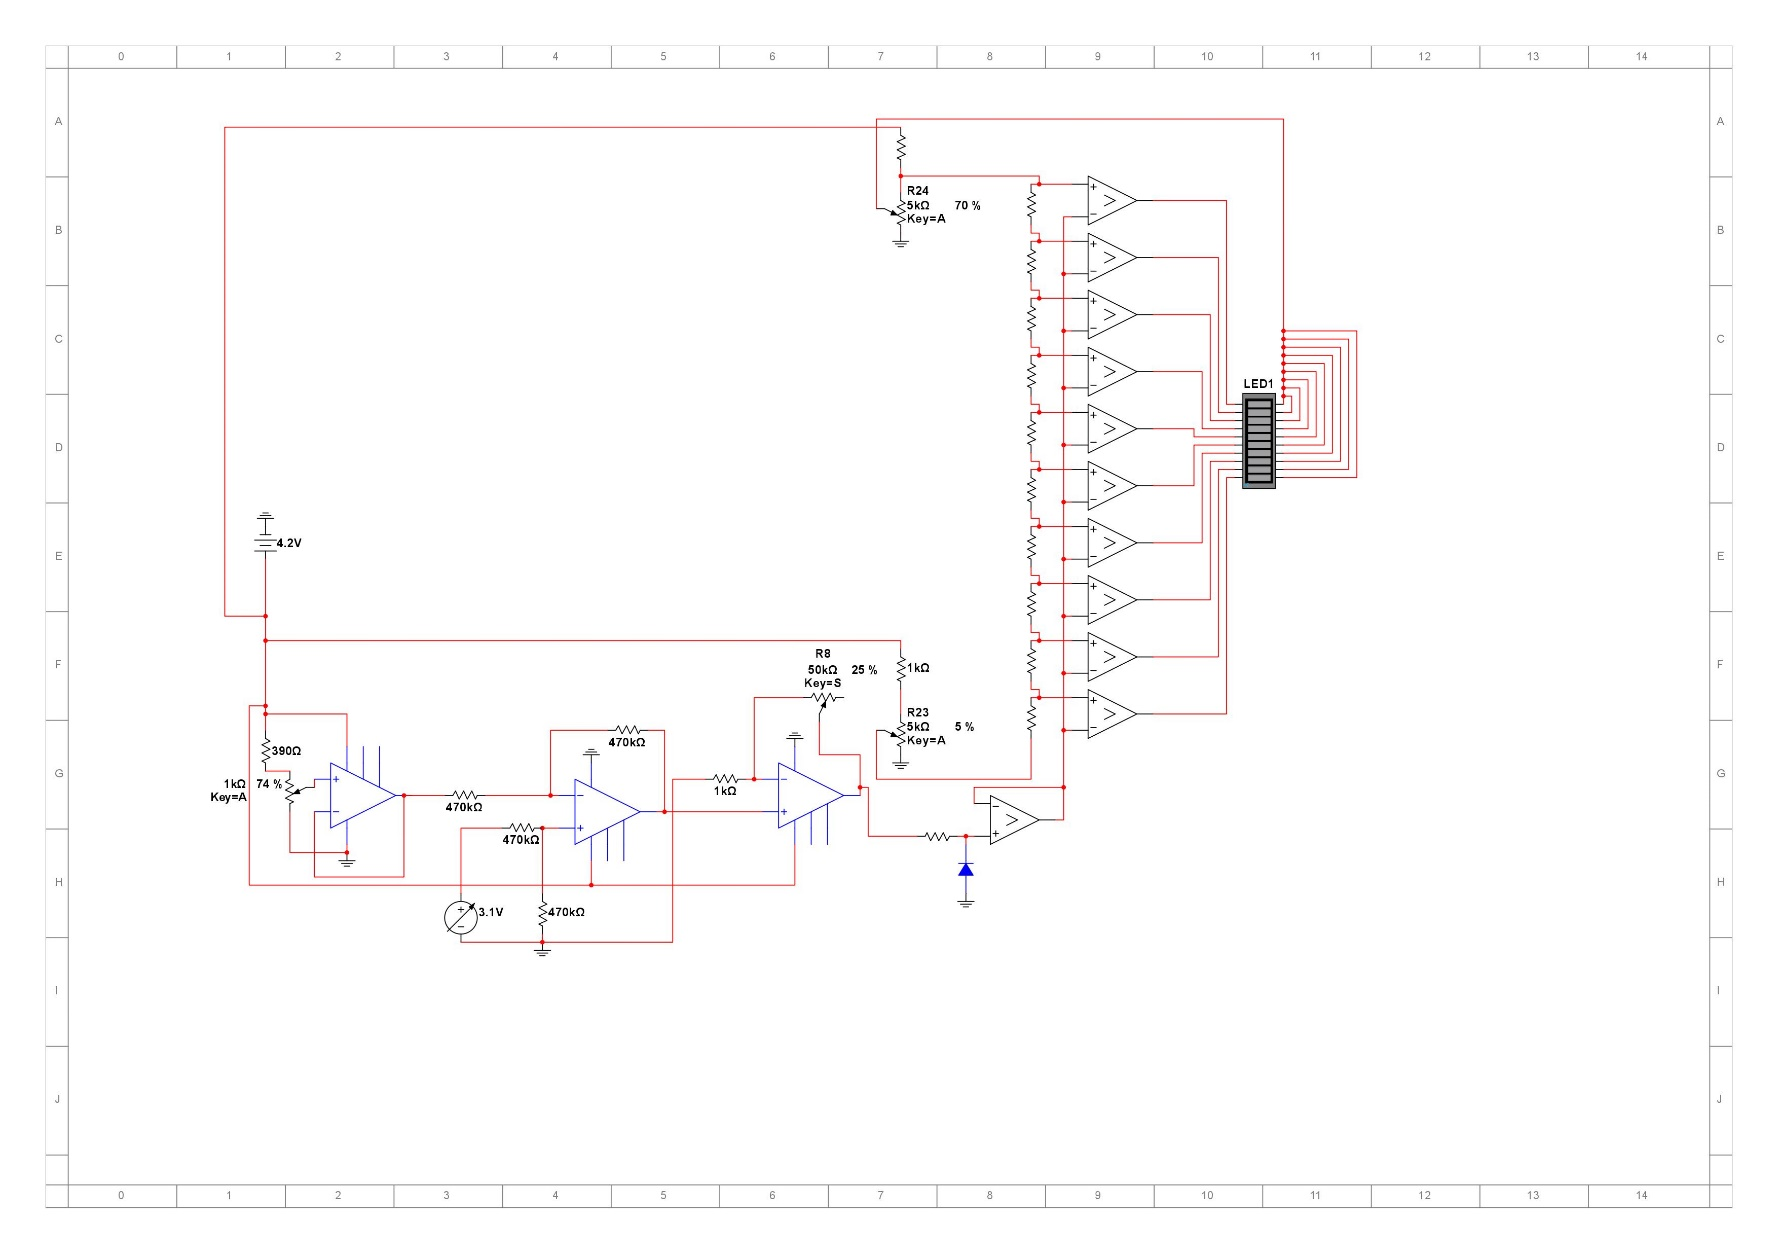 0 1 2 3 4 5 6 7 8 9 10 11 12 13 14
A A
R24
5kΩ 70 %
Key=A
B B
C C
LED1
D D
4.2V
E E
R8
50kΩ 25 %
Key=S
1kΩ
F F
R23
5kΩ 5 %
Key=A
390Ω
470kΩ
1kΩ 74 %
Key=A
G G
1kΩ
470kΩ
470kΩ
H H
3.1V
470kΩ
I I
J J
0 1 2 3 4 5 6 7 8 9 10 11 12 13 14